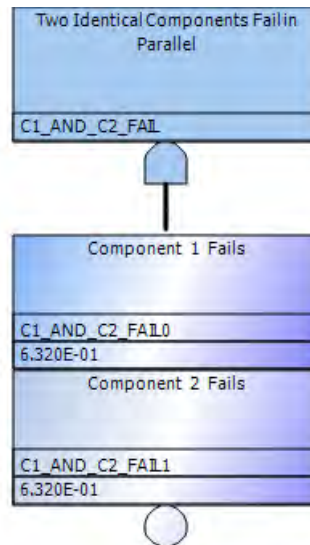 Two Identical Components Fail in
Parallel
C1_AND_C2_FAIL
Component 1 Fails
C1_AND_C2_FAIL0
6.320E-01
Component 2 Fails
C1_AND_C2_FAIL1
6.320E-01